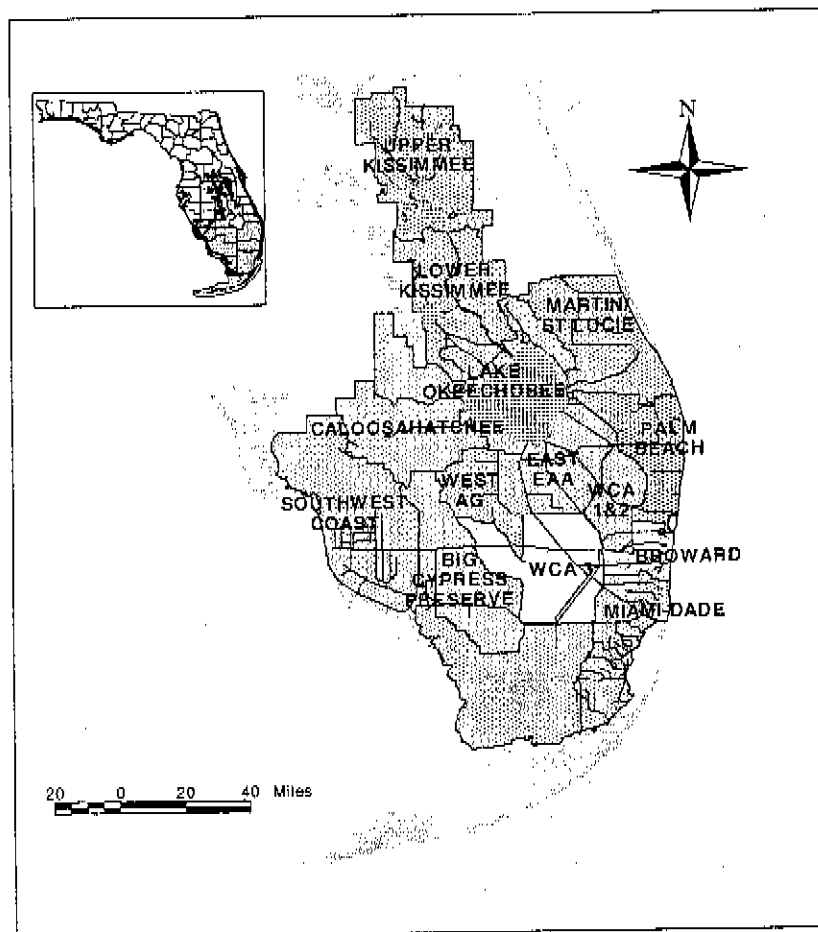 N
UPPER
KISSIMMEE
LOWER
KISSIMMEE
MARTIN/
ST LUCIE
LAKE
OKEECHOBEE
CALOOSAHATCHEE
PALM
BEACH
EAST
EAA
WEST
AG
WCA
1&2
SOUTHWEST
COAST
BROWARD
BIG
CYPRESS
PRESERVE
WCA 3
MIAMI-DADE
20 0 20 40 Miles